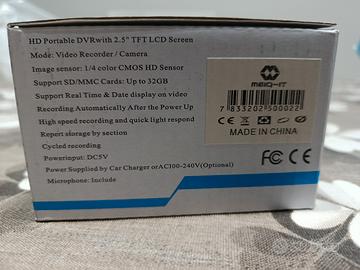 HD Portable DVRwith 2.5" TFT LCD Screen
Mode: Video Recorder / Camera
Image sensor: 1/4 color CMOS HD Sensor
Support SD/MMC Cards: Up to 32GB
Support Real Time & Date display on video
Recording Automatically After the Power Up
High speed recording and quick light respond
Report storage by section
Cycled recording
Powerinput: DC5V
Power Supplied by Car Charger orAC100-240V(Optional)
Microphone: Include
MEIQ-IT
7 833202 500022
MADE IN CHINA
FC CE